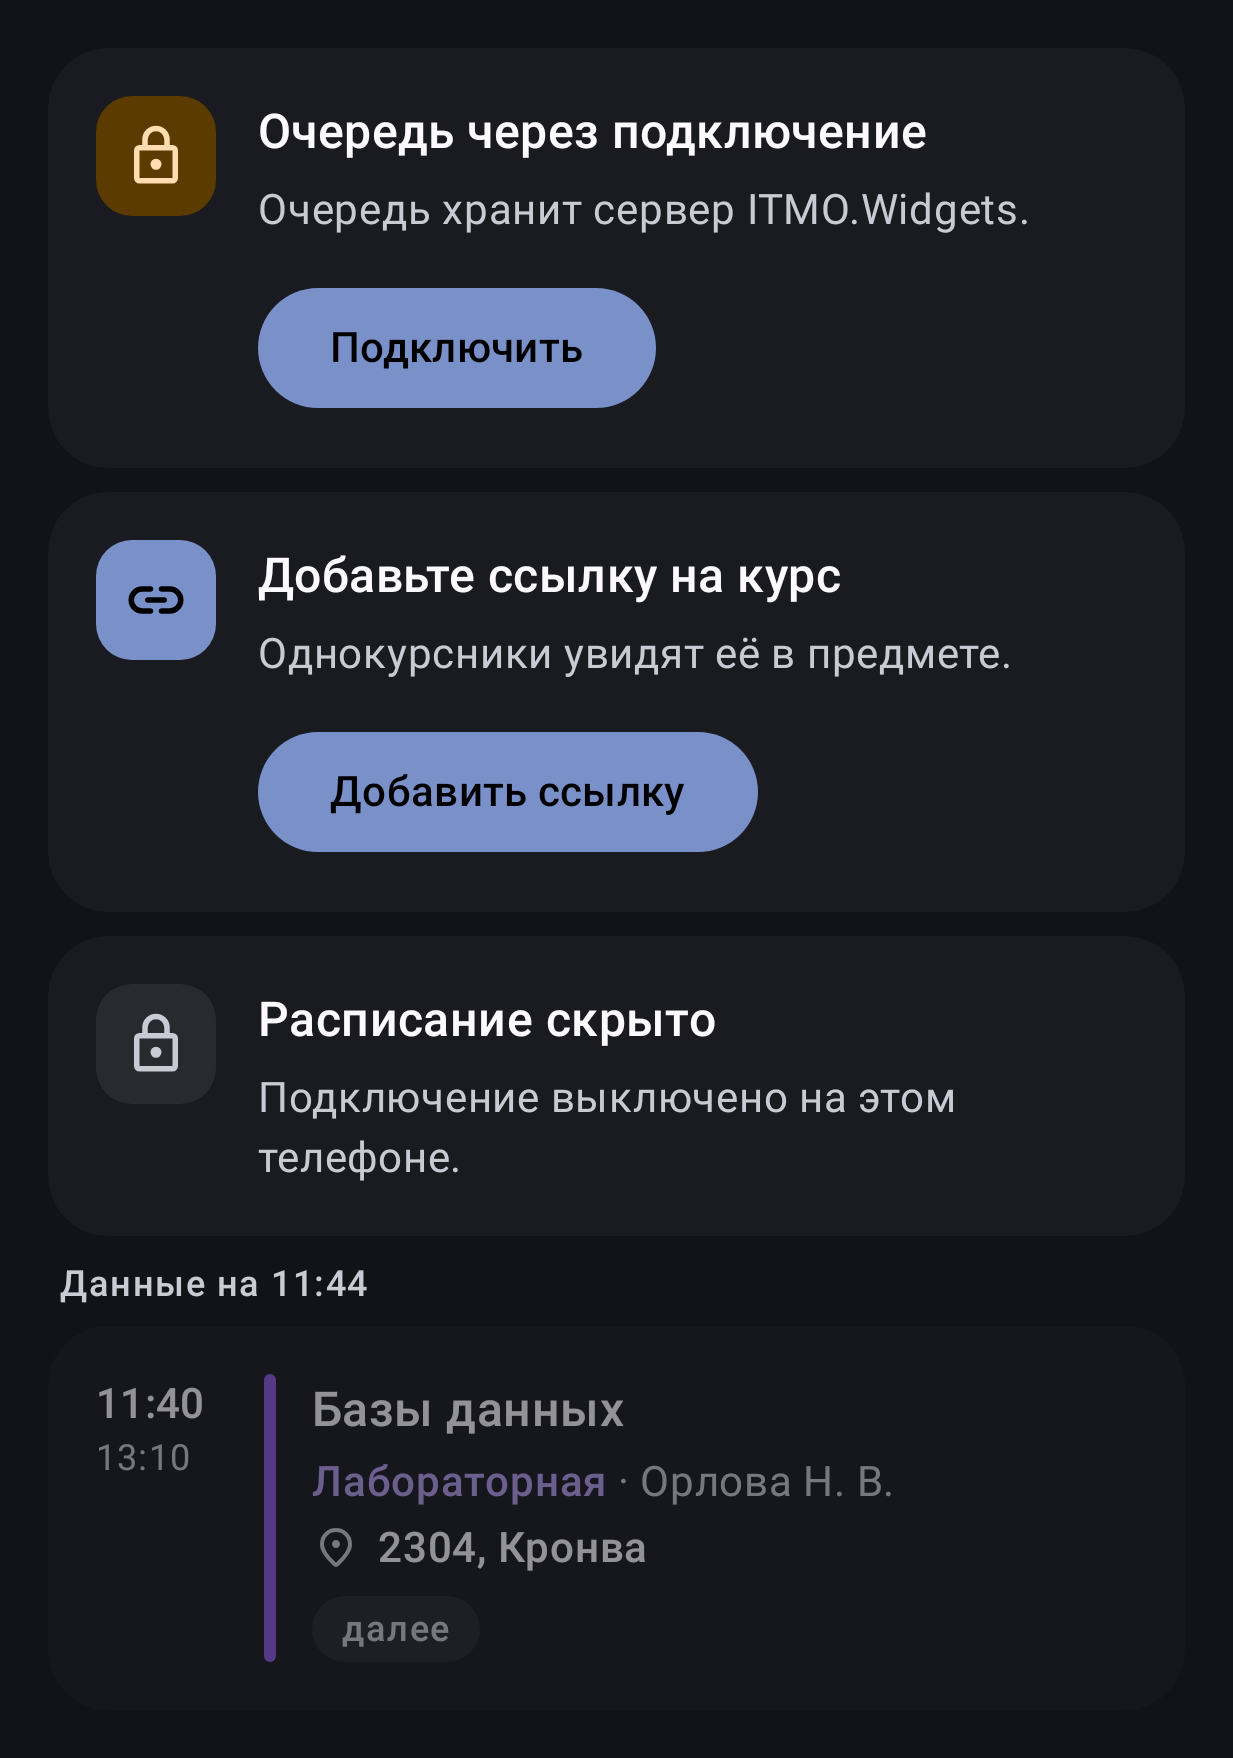 Очередь через подключение
Очередь хранит сервер ITMO.Widgets.
Подключить
Добавьте ссылку на курс
Однокурсники увидят её в предмете.
Добавить ссылку
Расписание скрыто
Подключение выключено на этом
телефоне.
Данные на 11:44
11:40
13:10
Базы данных
Лабораторная · Орлова Н. В.
2304, Кронва
далее